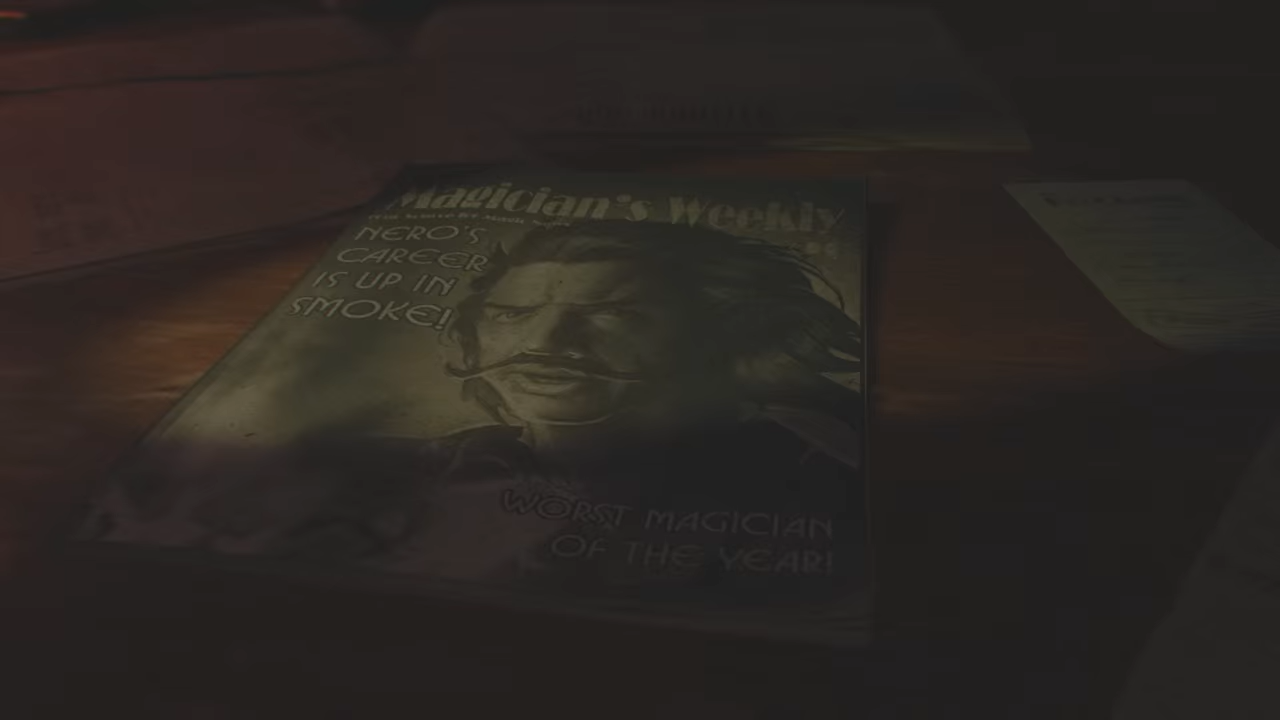 Magician's Weekly
NERO'S
CAREER
IS UP IN
SMOKE!
WORST MAGICIAN
OF THE YEAR!